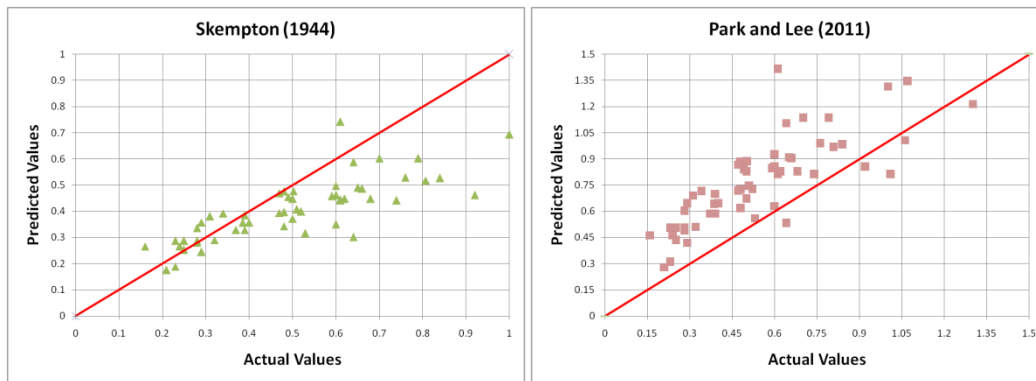 Skempton (1944)
Predicted Values
1
0.9
0.8
0.7
0.6
0.5
0.4
0.3
0.2
0.1
0
0 0.1 0.2 0.3 0.4 0.5 0.6 0.7 0.8 0.9 1
Actual Values
Park and Lee (2011)
Predicted Values
1.5
1.35
1.2
1.05
0.9
0.75
0.6
0.45
0.3
0.15
0
0 0.15 0.3 0.45 0.6 0.75 0.9 1.05 1.2 1.35 1.5
Actual Values